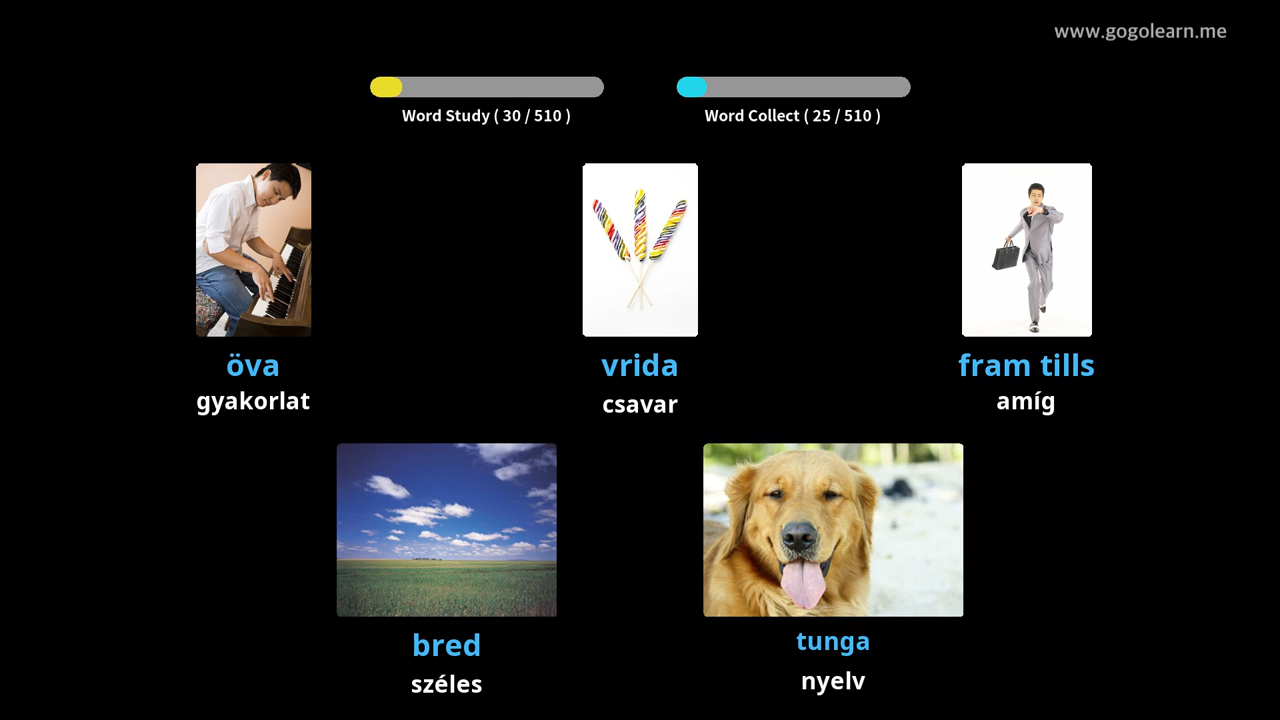 www.gogolearn.me
Word Study ( 30 / 510 )
Word Collect ( 25 / 510 )
öva
gyakorlat
vrida
csavar
fram tills
amíg
bred
széles
tunga
nyelv